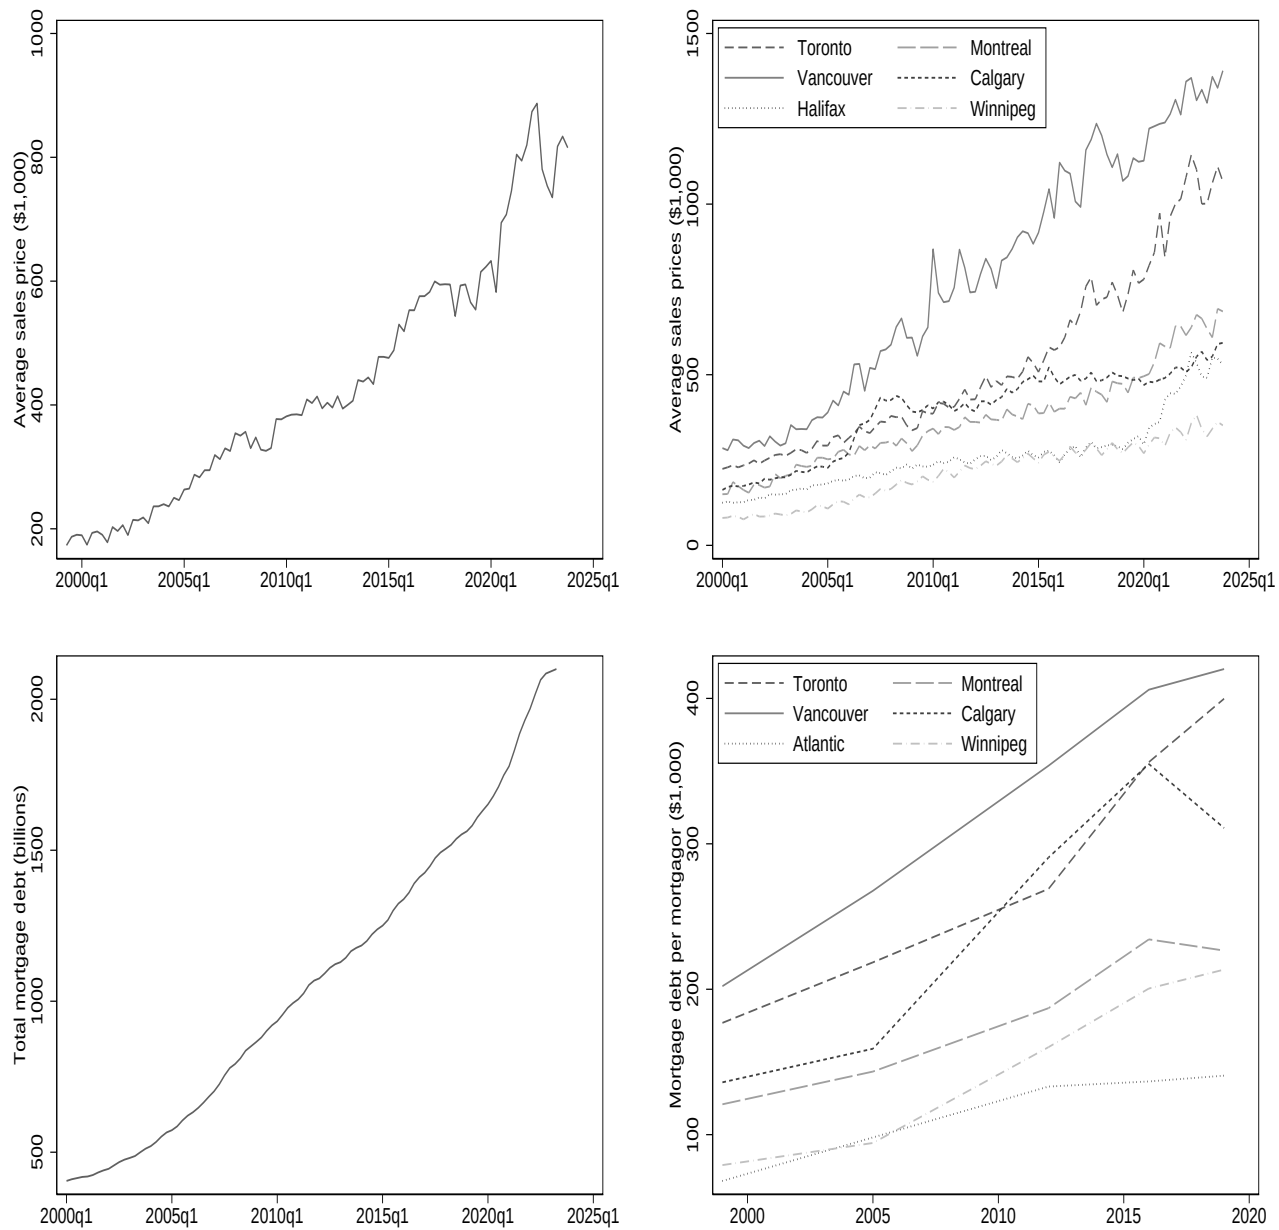 Average sales price ($1,000)
1000
800
600
400
200
2000q1 2005q1 2010q1 2015q1 2020q1 2025q1
Average sales prices ($1,000)
1500
1000
500
0
Toronto Montreal
Vancouver Calgary
Halifax Winnipeg
2000q1 2005q1 2010q1 2015q1 2020q1 2025q1
Total mortgage debt (billions)
2000
1500
1000
500
2000q1 2005q1 2010q1 2015q1 2020q1 2025q1
Mortgage debt per mortgagor ($1,000)
400
300
200
100
Toronto Montreal
Vancouver Calgary
Atlantic Winnipeg
2000 2005 2010 2015 2020